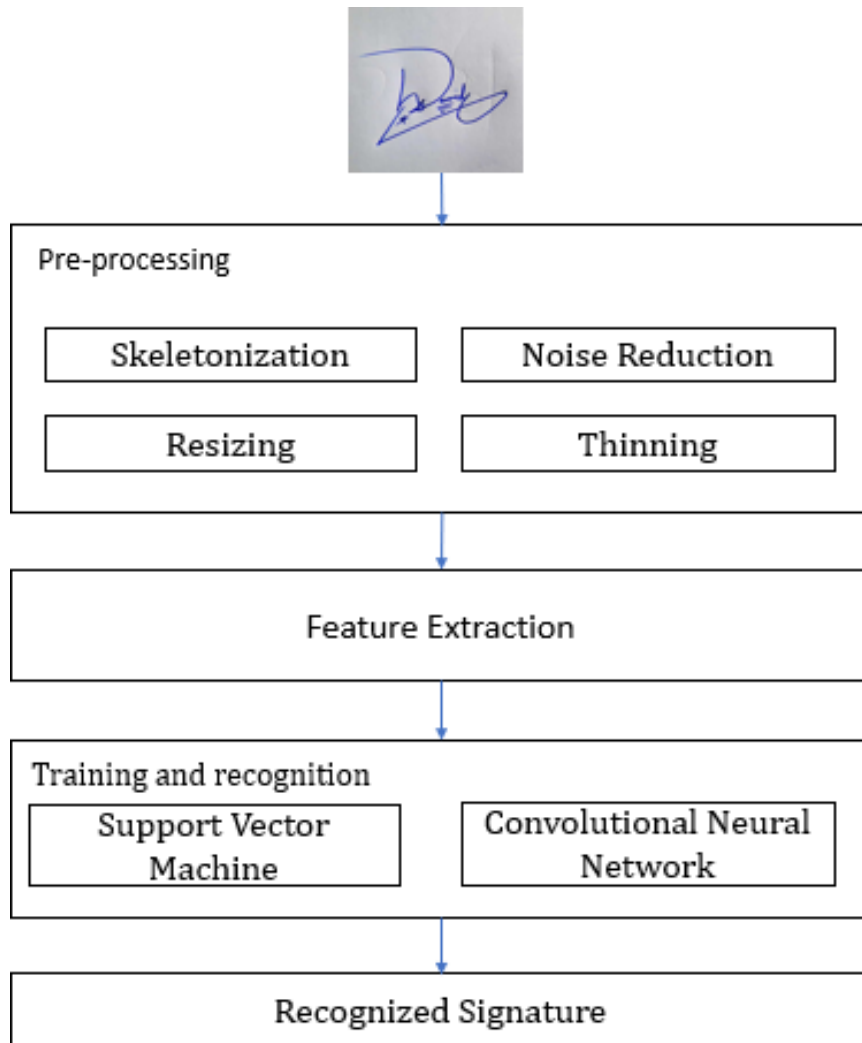 Pre-processing
Skeletonization
Noise Reduction
Resizing
Thinning
Feature Extraction
Training and recognition
Support Vector
Machine
Convolutional Neural
Network
Recognized Signature